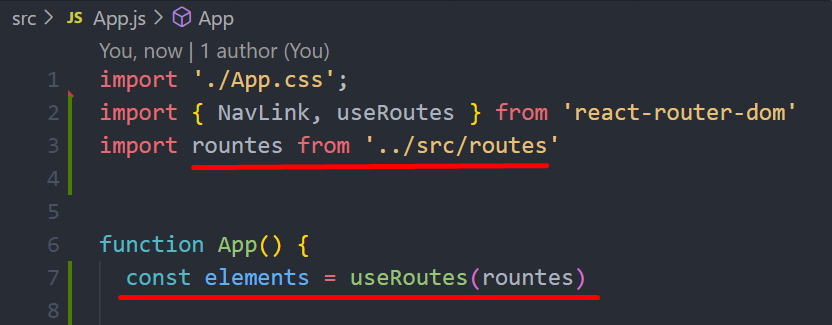 src > JS App.js > App
You, now | 1 author (You)
1 import './App.css';
2 import { NavLink, useRoutes } from 'react-router-dom'
3 import rountes from '../src/routes'
4
5
6 function App() {
7 const elements = useRoutes(rountes)
8